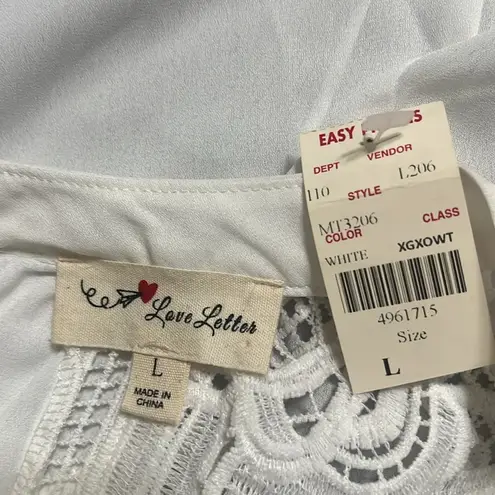 EASY
DEPT VENDOR
110 L206
STYLE
MT3206
COLOR CLASS
WHITE XGXOWT
4961715
Size
L
Love Letter
L
MADE IN
CHINA